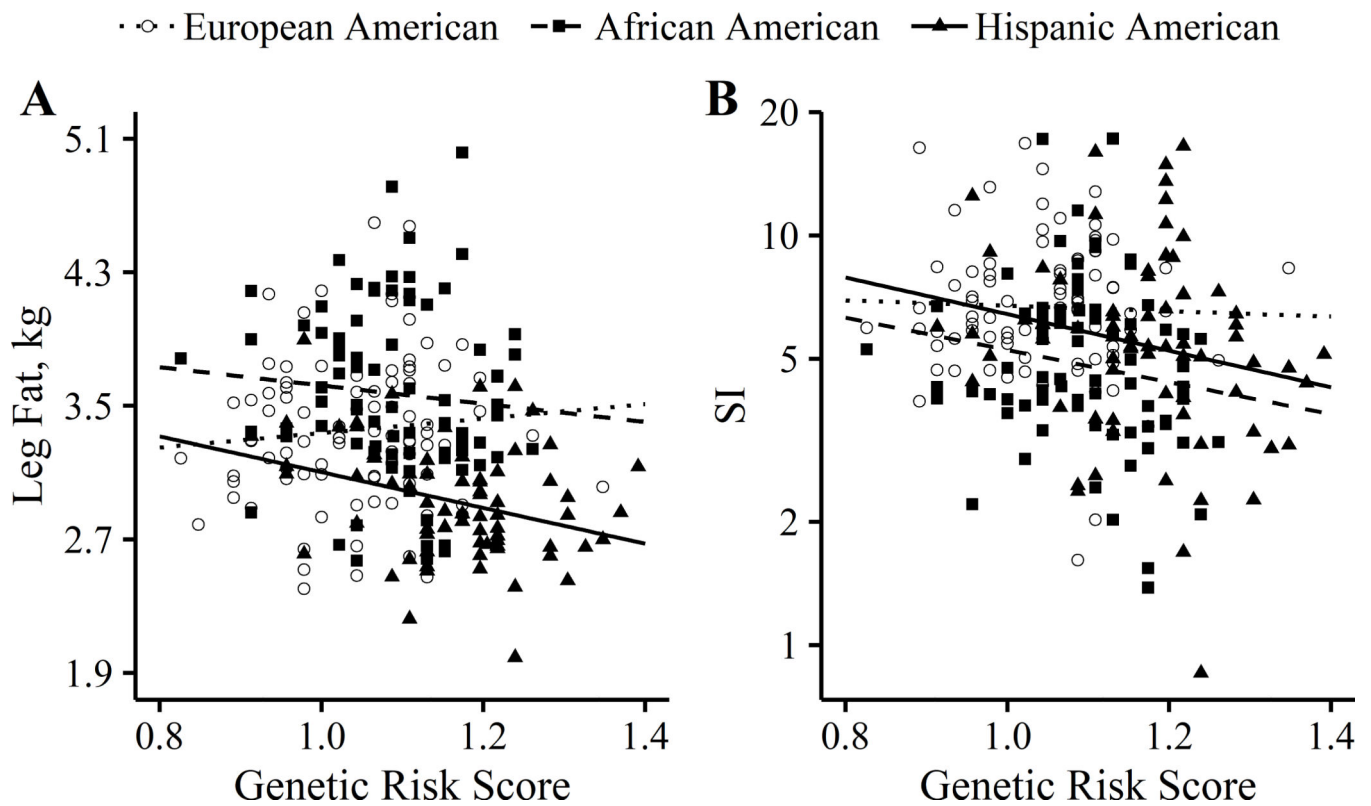 European American African American Hispanic American
A
5.1
4.3
3.5
2.7
1.9
Leg Fat, kg
0.8 1.0 1.2 1.4
Genetic Risk Score
B
20
10
5
2
1
SI
0.8 1.0 1.2 1.4
Genetic Risk Score